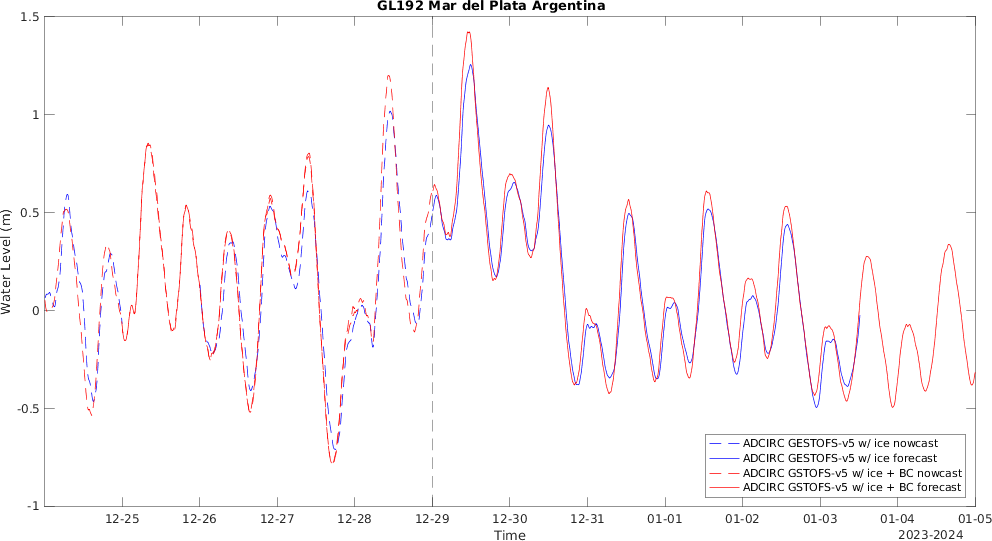 GL192 Mar del Plata Argentina
1.5
1
0.5
0
-0.5
-1
Water Level (m)
ADCIRC GESTOFS-v5 w/ ice nowcast
ADCIRC GESTOFS-v5 w/ ice forecast
ADCIRC GSTOFS-v5 w/ ice + BC nowcast
ADCIRC GSTOFS-v5 w/ ice + BC forecast
12-25 12-26 12-27 12-28 12-29 12-30 12-31 01-01 01-02 01-03 01-04 01-05
Time
2023-2024